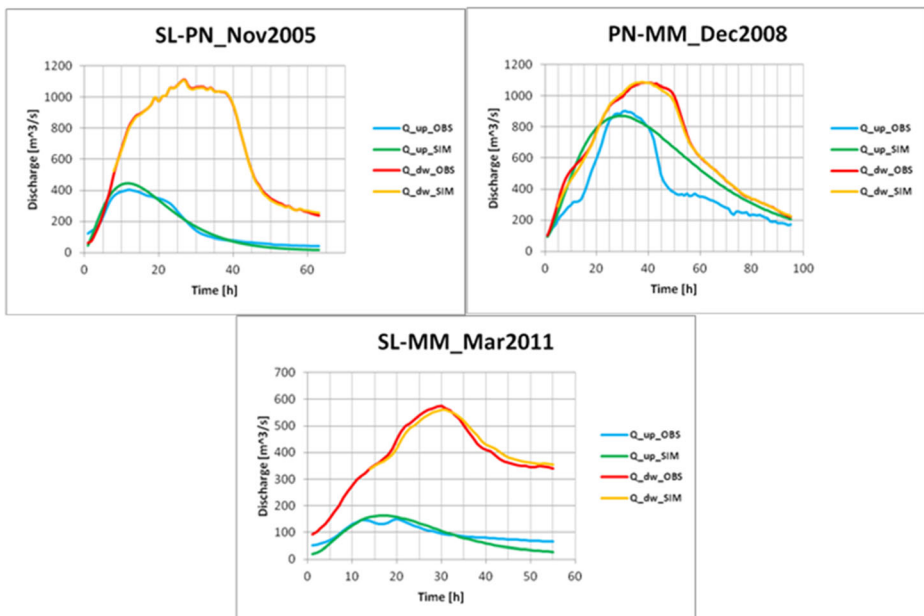 SL-PN_Nov2005
Discharge [m^3/s]
1200
1000
800
600
400
200
0
0
20
40
60
Time [h]
Q_up_OBS
Q_up_SIM
Q_dw_OBS
Q_dw_SIM
PN-MM_Dec2008
Discharge [m^3/s]
1200
1000
800
600
400
200
0
0
20
40
60
80
100
Time [h]
Q_up_OBS
Q_up_SIM
Q_dw_OBS
Q_dw_SIM
SL-MM_Mar2011
Discharge [m^3/s]
700
600
500
400
300
200
100
0
0
10
20
30
40
50
60
Time [h]
Q_up_OBS
Q_up_SIM
Q_dw_OBS
Q_dw_SIM